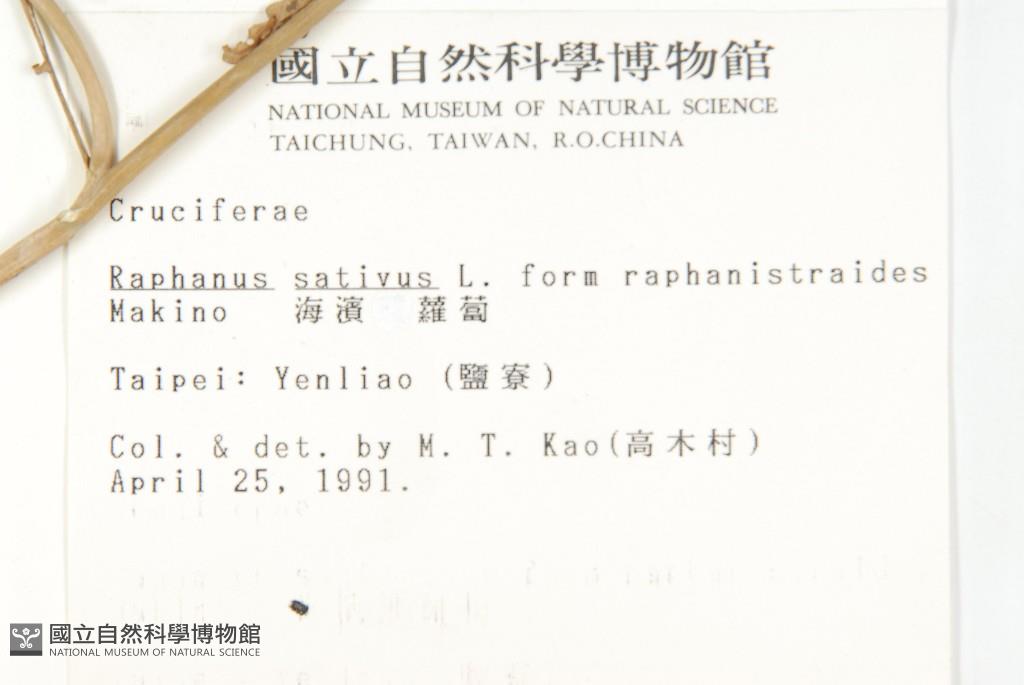 國立自然科學博物館
NATIONAL MUSEUM OF NATURAL SCIENCE
TAICHUNG, TAIWAN, R.O.CHINA
Cruciferae
Raphanus sativus L. form raphanistraides
Makino 海濱 蘿蔔
Taipei: Yenliao (鹽寮)
Col. & det. by M. T. Kao(高木村)
April 25, 1991.
國立自然科學博物館
NATIONAL MUSEUM OF NATURAL SCIENCE